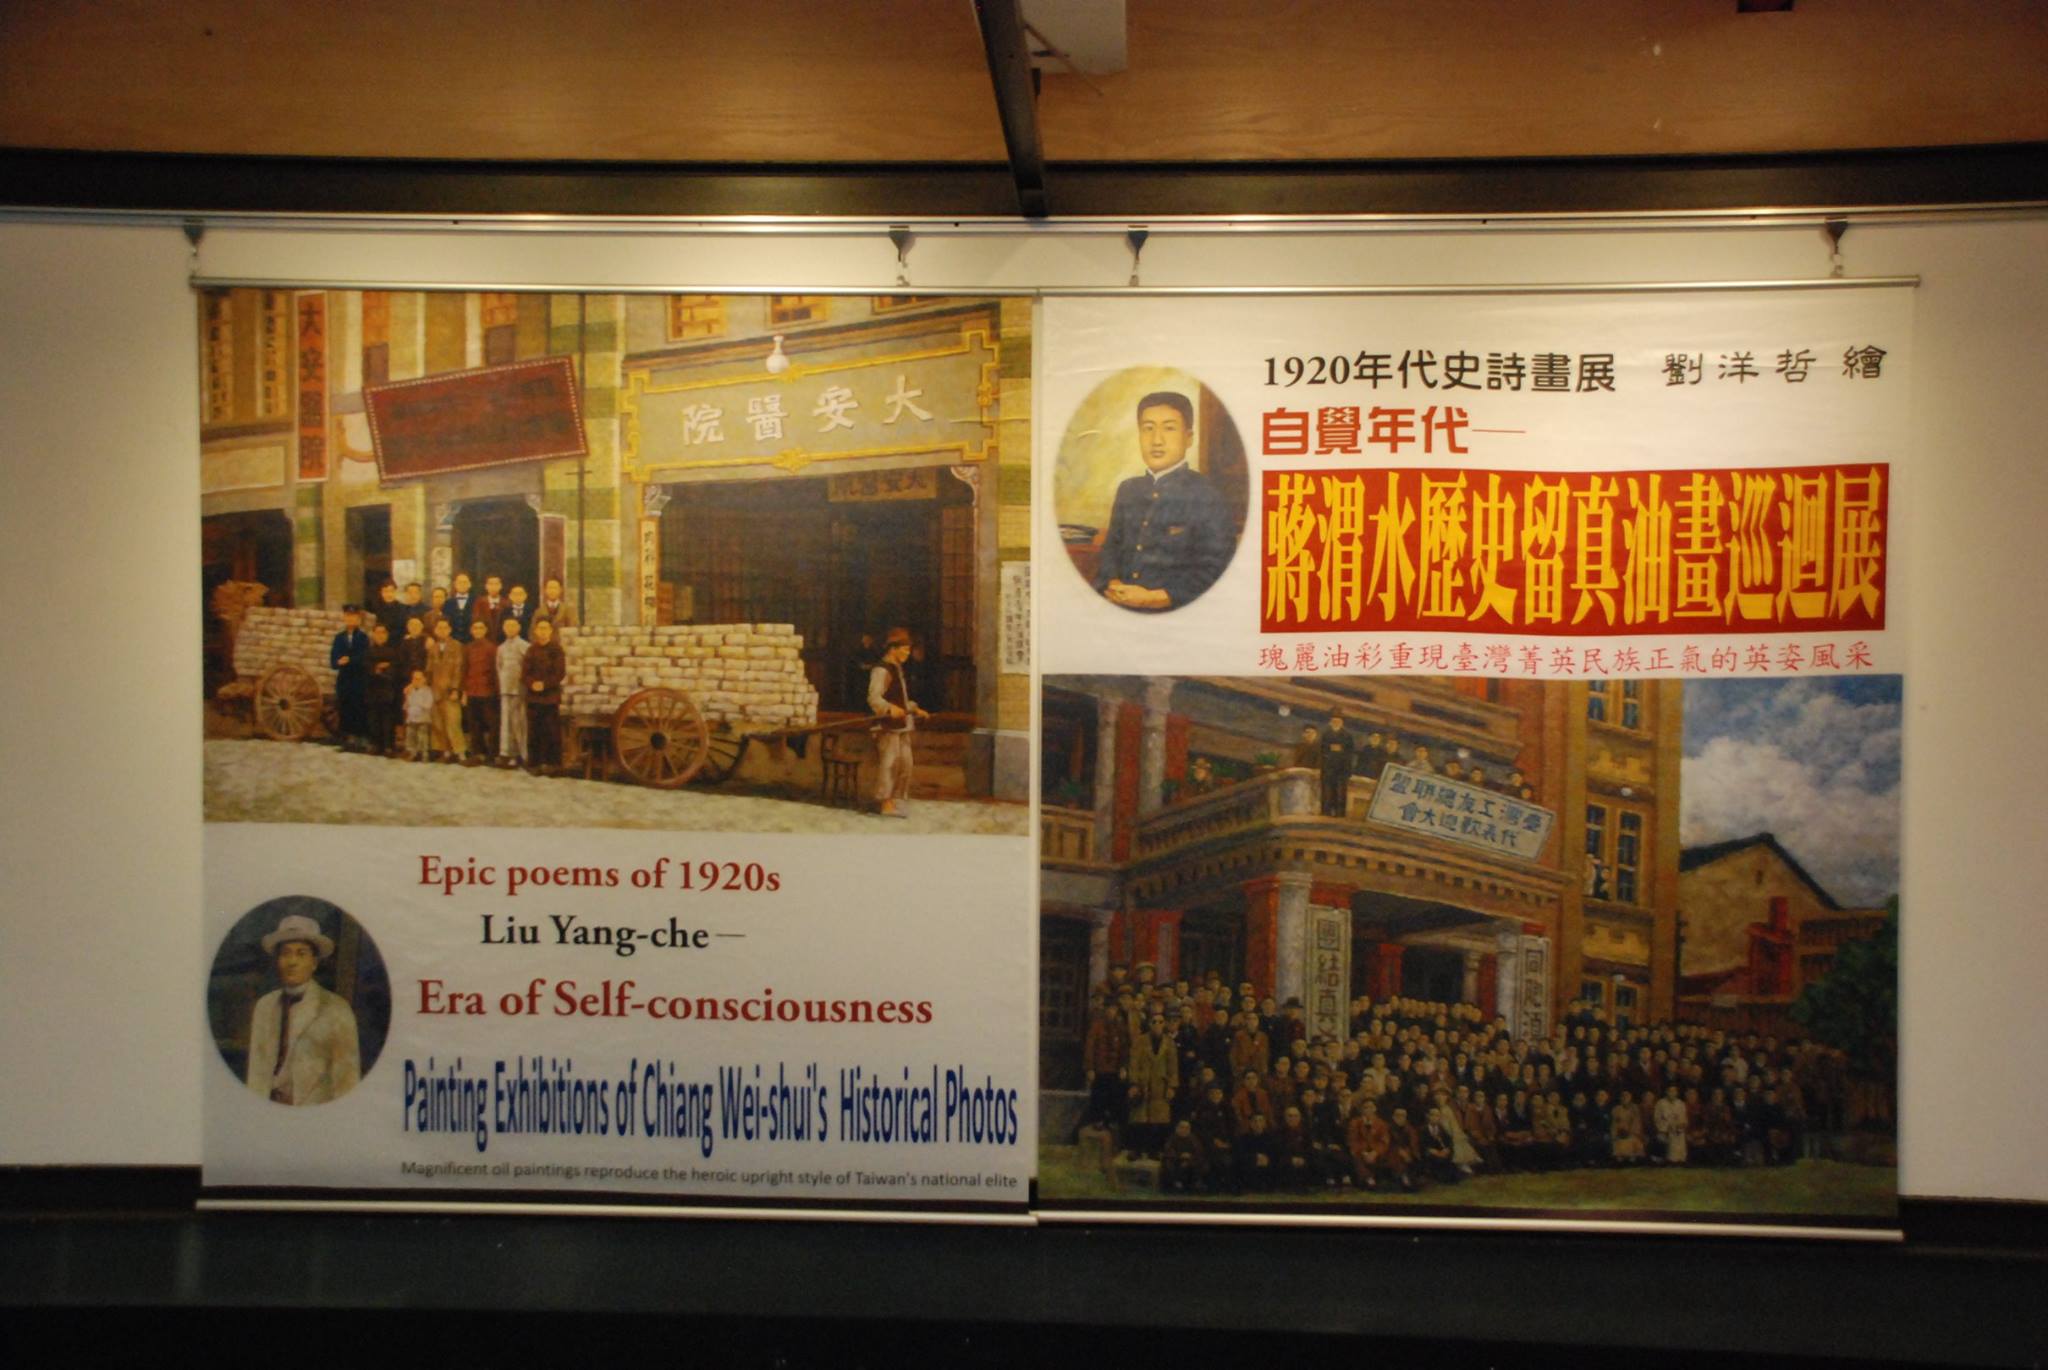 大安醫院
大安醫院
Epic poems of 1920s
Liu Yang-che—
Era of Self-consciousness
Painting Exhibitions of Chiang Wei-shui's Historical Photos
Magnificent oil paintings reproduce the heroic upright style of Taiwan's national elite
1920年代史詩畫展 劉洋哲 繪
自覺年代—
蔣渭水歷史留真油畫巡迴展
瑰麗油彩重現臺灣菁英民族正氣的英姿風采
臺灣工友總聯盟
代表歡迎大會
同胞須
團結真